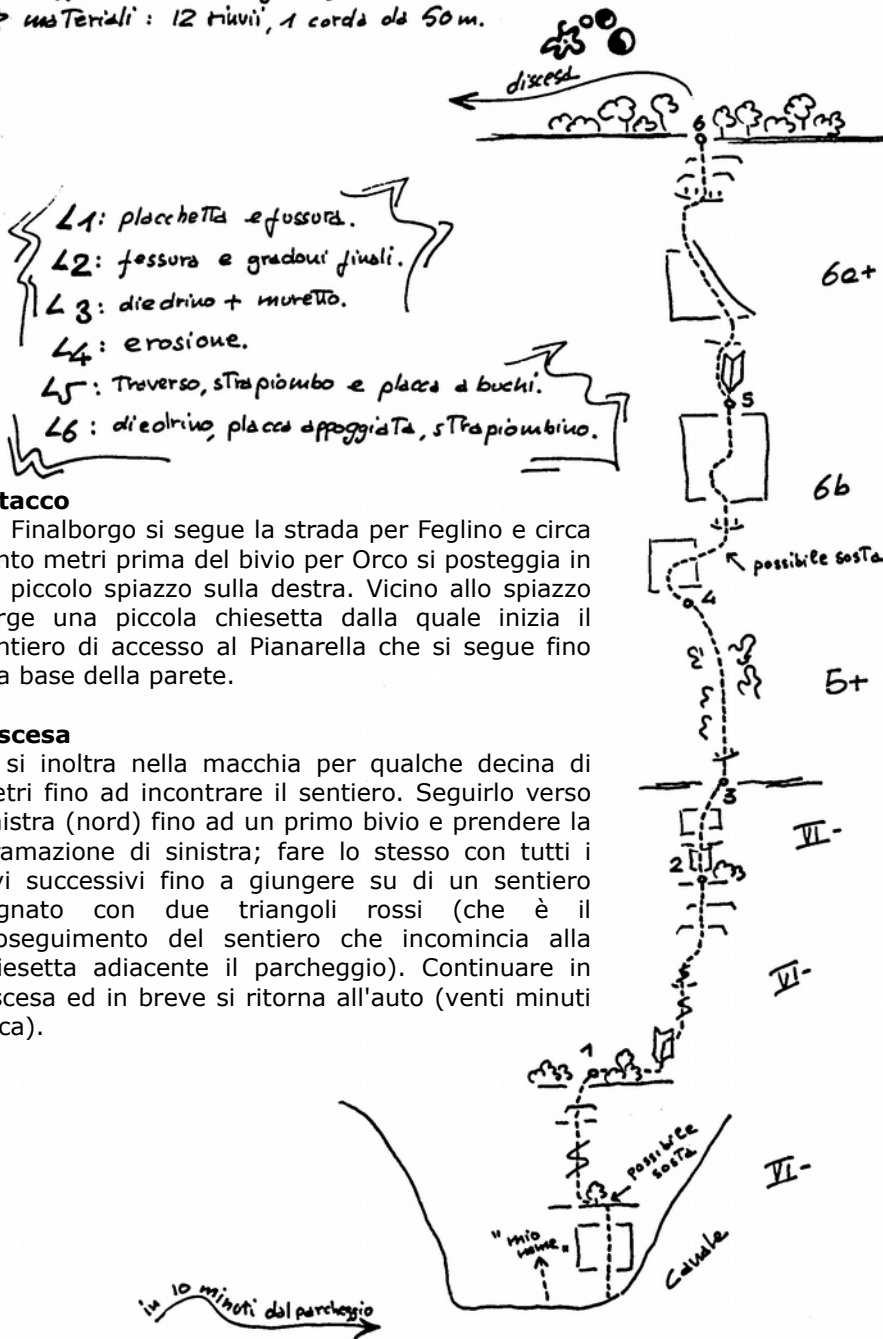 materiali: 12 rinvii, 1 corda da 50 m.
discesa
6
L1: placchetta e fessura.
L2: fessura e gradoni finali.
L3: diedrino + muretto.
L4: erosione.
L5: Traverso, strapiombo e placca a buchi.
L6: diedrino, placca appoggiata, strapiombino.
6a+
5
6b
possibile sosta
4
5+
3
VI-
2
VI-
1
possibile sosta
VI-
"mio nome"
Canale
in 10 minuti dal parcheggio
tacco
Finalborgo si segue la strada per Feglino e circa
nto metri prima del bivio per Orco si posteggia in
piccolo spiazzo sulla destra. Vicino allo spiazzo
rge una piccola chiesetta dalla quale inizia il
ntiero di accesso al Pianarella che si segue fino
a base della parete.
scesa
si inoltra nella macchia per qualche decina di
etri fino ad incontrare il sentiero. Seguirlo verso
nistra (nord) fino ad un primo bivio e prendere la
ramazione di sinistra; fare lo stesso con tutti i
vi successivi fino a giungere su di un sentiero
gnato con due triangoli rossi (che è il
oseguimento del sentiero che incomincia alla
iesetta adiacente il parcheggio). Continuare in
scesa ed in breve si ritorna all'auto (venti minuti
ca).